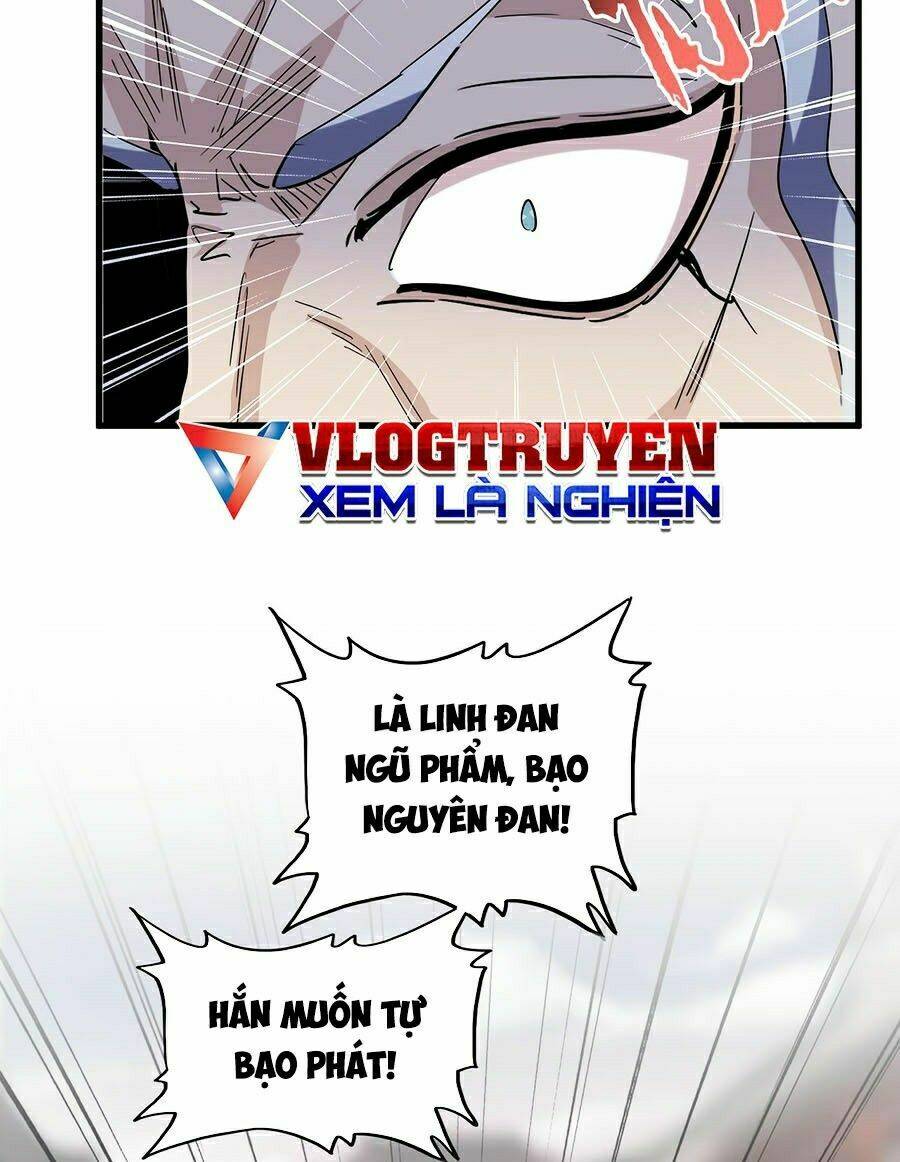 VLOGTRUYEN
XEM LÀ NGHIỆN
LÀ LINH ĐAN
NGŨ PHẨM, BẠO
NGUYÊN ĐAN!
HẮN MUỐN TỰ
BẠO PHÁT!